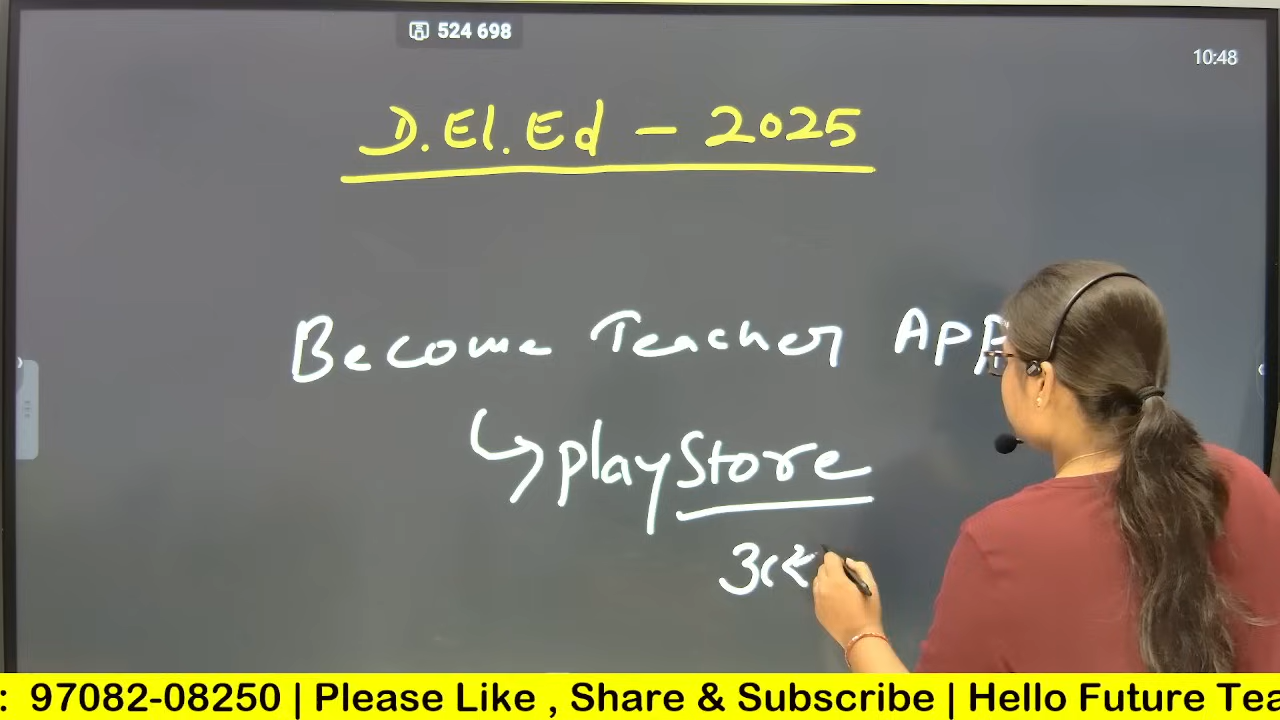 524 698
10:48
D.El.Ed - 2025
Become Teacher App
↳ playStore
: 97082-08250 | Please Like , Share & Subscribe | Hello Future Tea